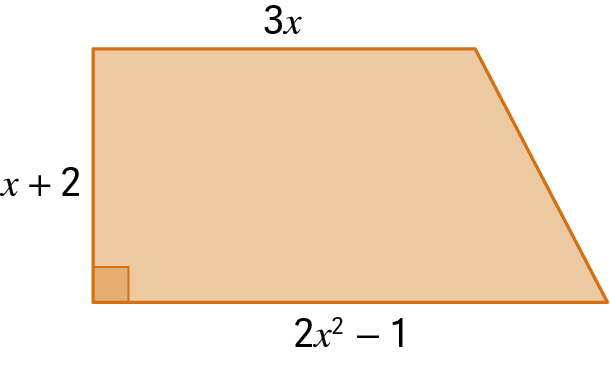 3x
x + 2
2x² − 1